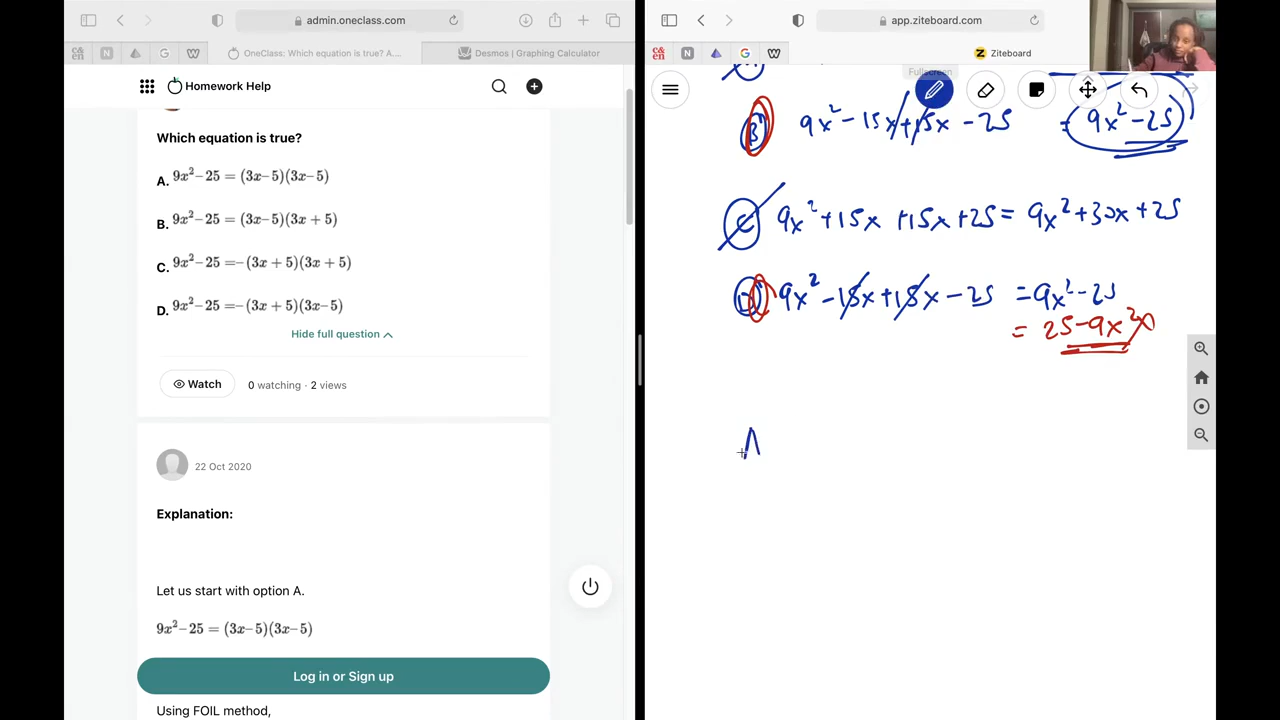 admin.oneclass.com
OneClass: Which equation is true? A....
Desmos | Graphing Calculator
Homework Help
Which equation is true?
A. 9x²−25 = (3x−5)(3x−5)
B. 9x²−25 = (3x−5)(3x + 5)
C. 9x²−25 =−(3x + 5)(3x + 5)
D. 9x²−25 =−(3x + 5)(3x−5)
Hide full question
Watch 0 watching · 2 views
22 Oct 2020
Explanation:
Let us start with option A.
9x²−25 = (3x−5)(3x−5)
Log in or Sign up
Using FOIL method,
app.ziteboard.com
Ziteboard
Fullscreen
B 9x² − 15x + 15x − 25 = 9x² − 25
C 9x² + 15x + 15x + 25 = 9x² + 30x + 25
D 9x² − 15x + 15x − 25 = 9x² − 25
= 25 − 9x²